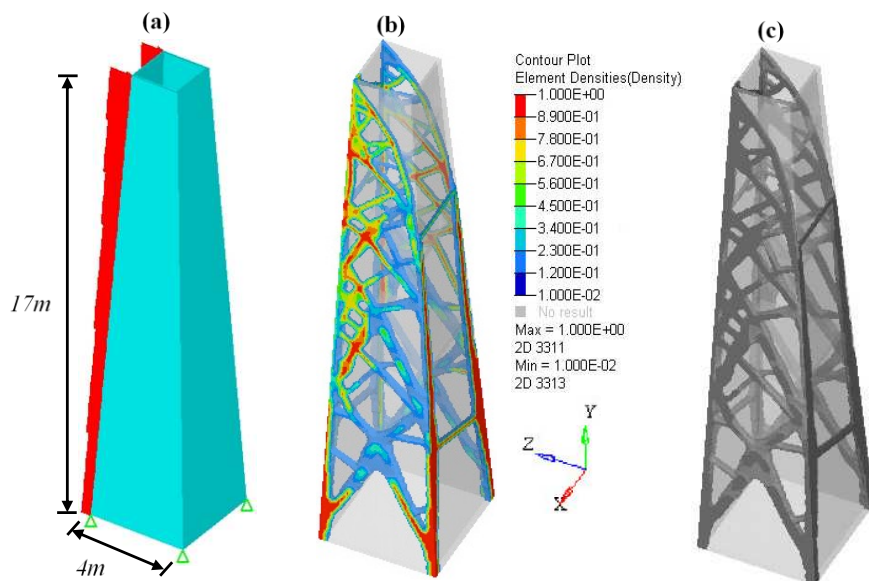 (a)
(b)
(c)
17m
4m
Contour Plot
Element Densities(Density)
1.000E+00
8.900E-01
7.800E-01
6.700E-01
5.600E-01
4.500E-01
3.400E-01
2.300E-01
1.200E-01
1.000E-02
No result
Max = 1.000E+00
2D 3311
Min = 1.000E-02
2D 3313
Y
Z
X